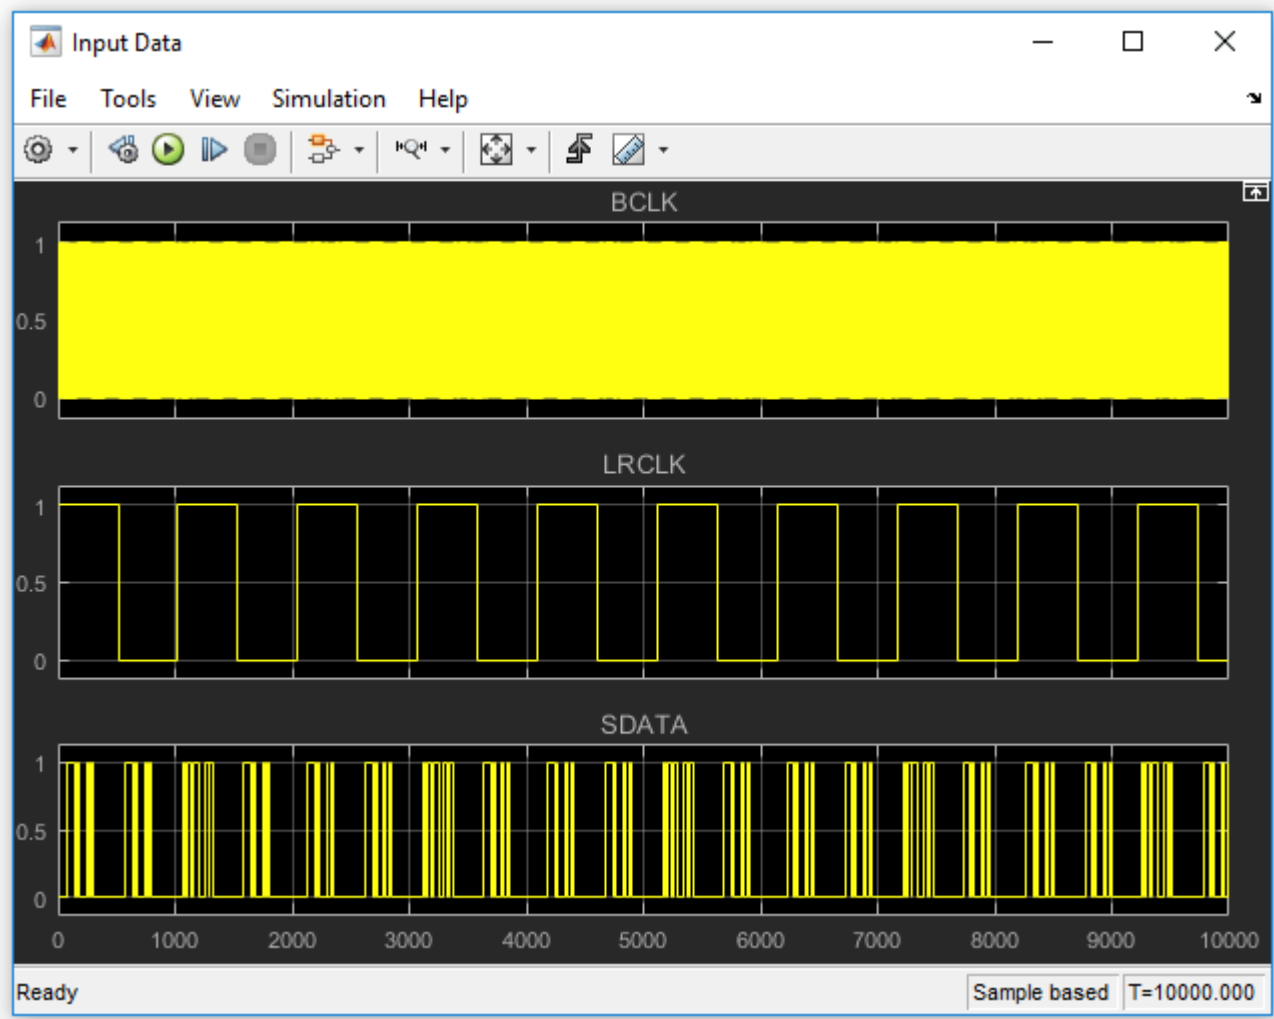 Input Data
File Tools View Simulation Help
BCLK
1
0.5
0
LRCLK
1
0.5
0
SDATA
1
0.5
0
0 1000 2000 3000 4000 5000 6000 7000 8000 9000 10000
Ready Sample based T=10000.000